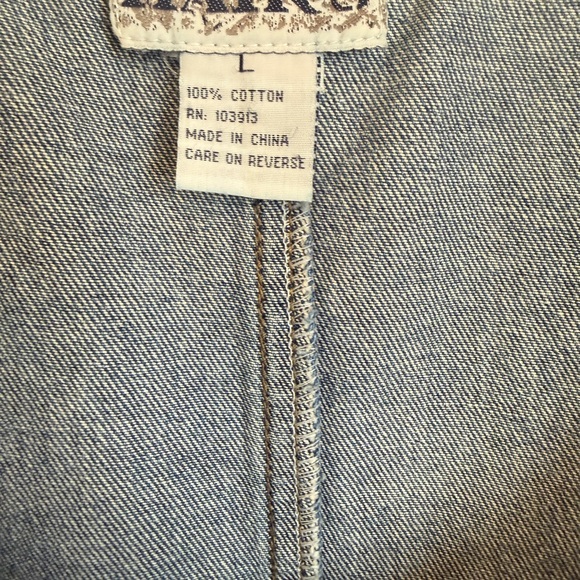 L
100% COTTON
RN: 103913
MADE IN CHINA
CARE ON REVERSE